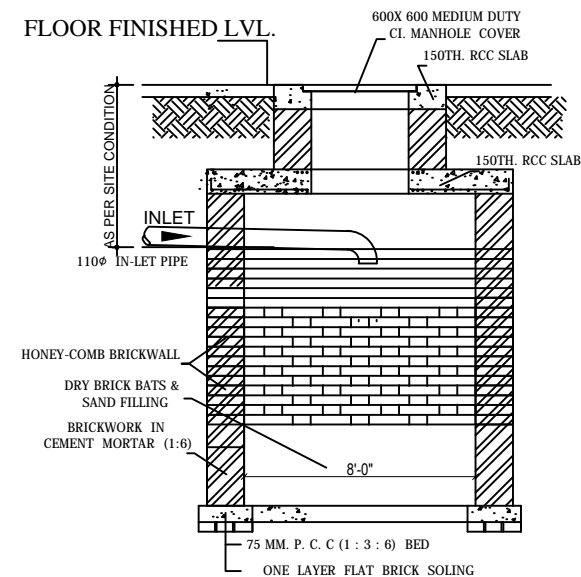 FLOOR FINISHED LVL.
600X 600 MEDIUM DUTY
CI. MANHOLE COVER
150TH. RCC SLAB
AS PER SITE CONDITION
150TH. RCC SLAB
INLET
110φ IN-LET PIPE
HONEY-COMB BRICKWALL
DRY BRICK BATS &
SAND FILLING
BRICKWORK IN
CEMENT MORTAR (1:6)
8'-0"
75 MM. P. C. C (1 : 3 : 6) BED
ONE LAYER FLAT BRICK SOLING